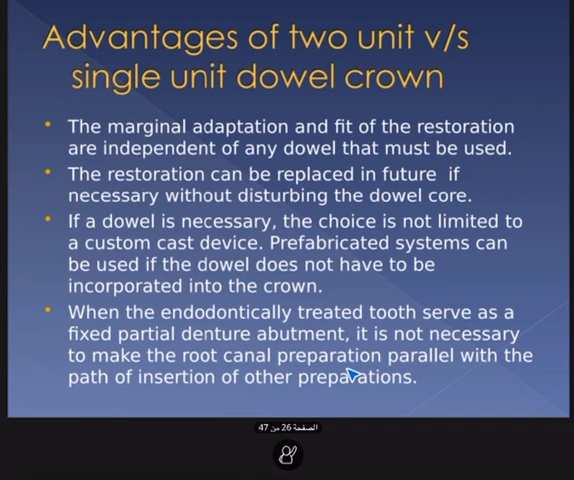 Advantages of two unit v/s
single unit dowel crown
• The marginal adaptation and fit of the restoration
are independent of any dowel that must be used.
• The restoration can be replaced in future if
necessary without disturbing the dowel core.
• If a dowel is necessary, the choice is not limited to
a custom cast device. Prefabricated systems can
be used if the dowel does not have to be
incorporated into the crown.
• When the endodontically treated tooth serve as a
fixed partial denture abutment, it is not necessary
to make the root canal preparation parallel with the
path of insertion of other preparations.
الصفحة 26 من 47